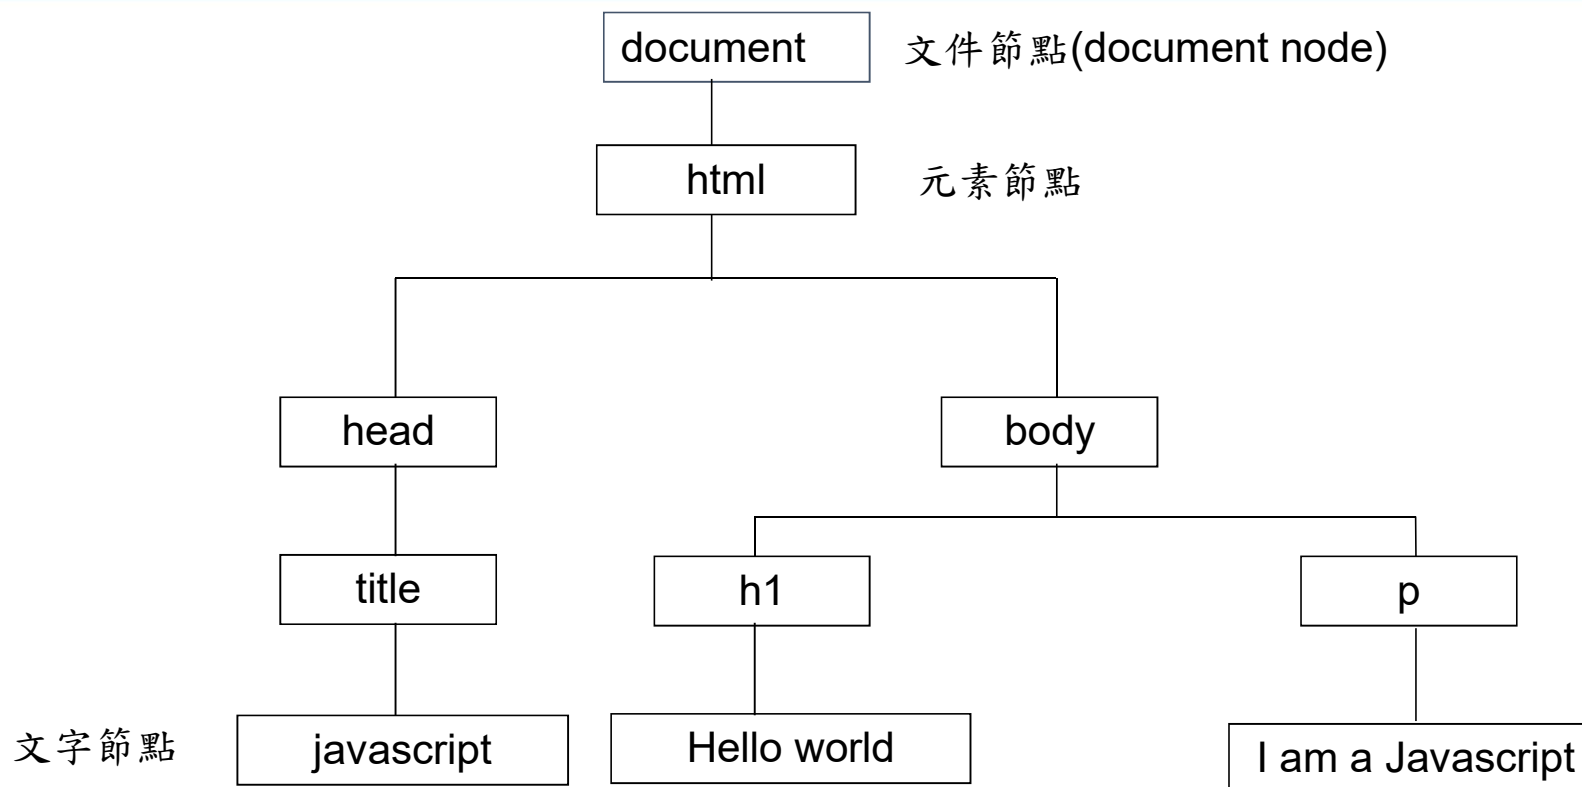 document 文件節點(document node)
html 元素節點
head body
title h1 p
文字節點 javascript Hello world I am a Javascript